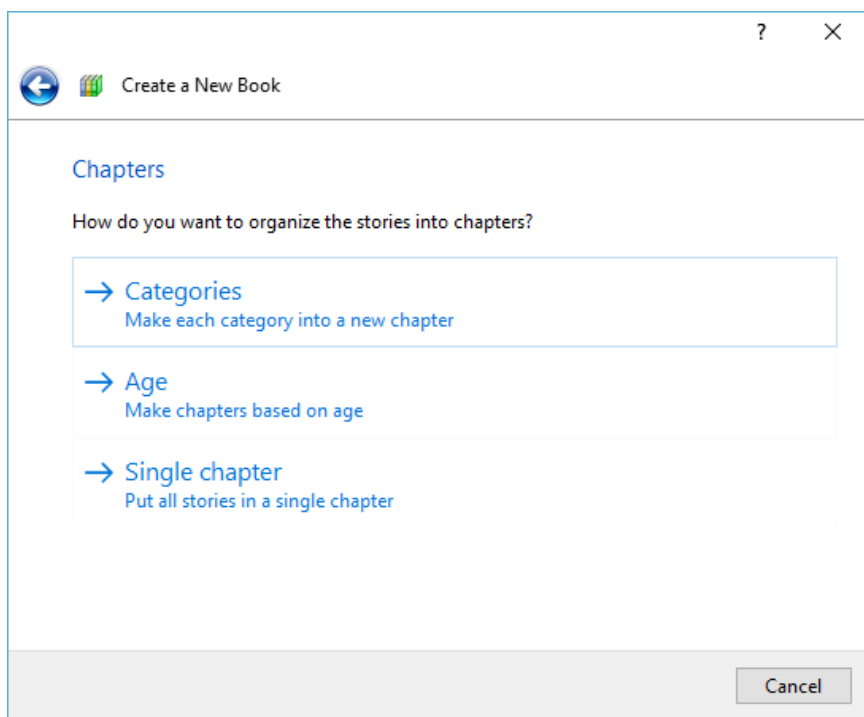 ?
Create a New Book
Chapters
How do you want to organize the stories into chapters?
Categories
Make each category into a new chapter
Age
Make chapters based on age
Single chapter
Put all stories in a single chapter
Cancel